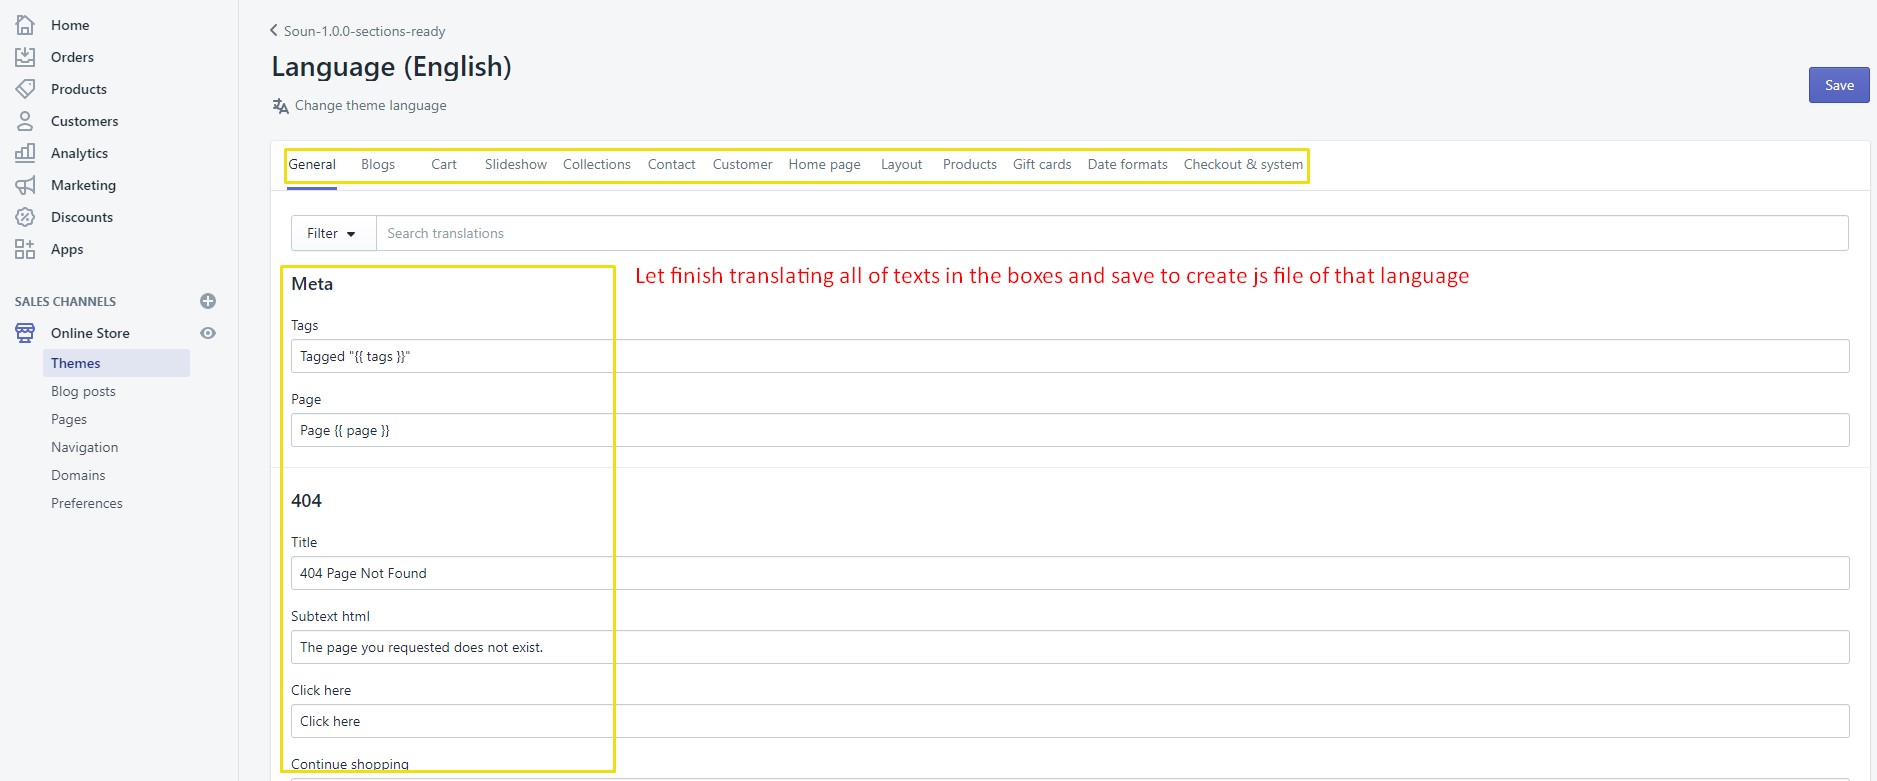 Home
Orders
Products
Customers
Analytics
Marketing
Discounts
Apps
SALES CHANNELS
Online Store
Themes
Blog posts
Pages
Navigation
Domains
Preferences
Soun-1.0.0-sections-ready
Language (English)
Change theme language
Save
General Blogs Cart Slideshow Collections Contact Customer Home page Layout Products Gift cards Date formats Checkout & system
Filter Search translations
Let finish translating all of texts in the boxes and save to create js file of that language
Meta
Tags
Tagged "{{ tags }}"
Page
Page {{ page }}
404
Title
404 Page Not Found
Subtext html
The page you requested does not exist.
Click here
Click here
Continue shopping